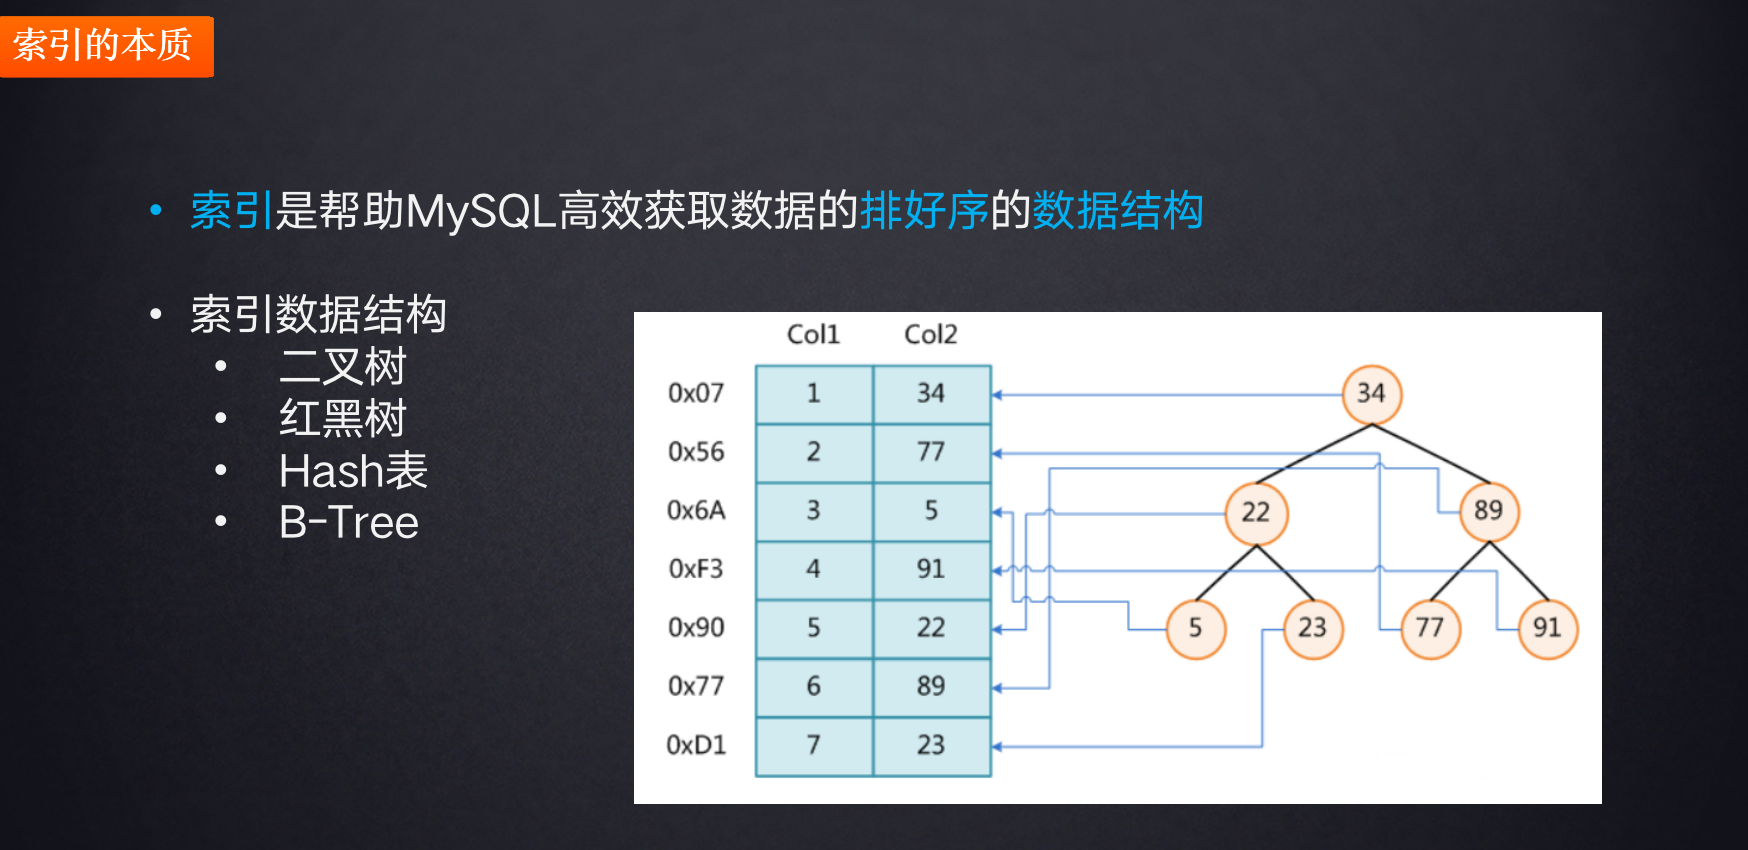 索引的本质
• 索引是帮助MySQL高效获取数据的排好序的数据结构
• 索引数据结构
• 二叉树
• 红黑树
• Hash表
• B-Tree
Col1 Col2
0x07 1 34
0x56 2 77
0x6A 3 5
0xF3 4 91
0x90 5 22
0x77 6 89
0xD1 7 23
34
22 89
5 23 77 91